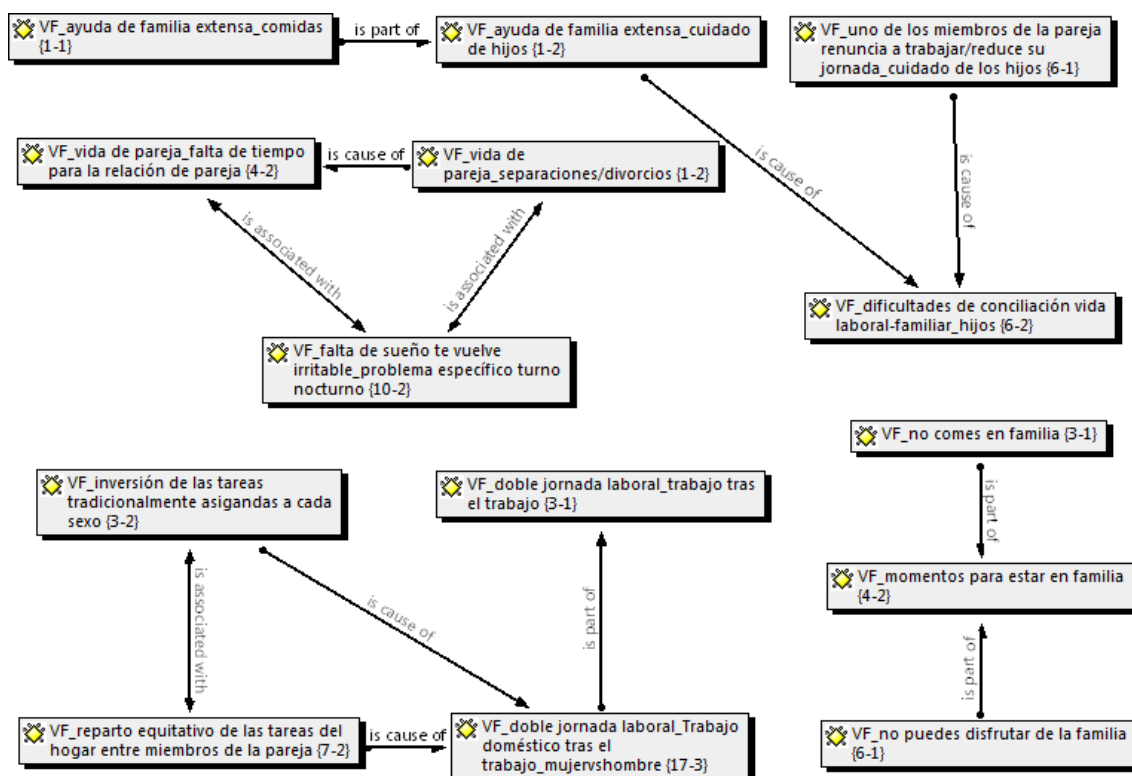 VF_ayuda de familia extensa_comidas
{1-1}
is part of
VF_ayuda de familia extensa_cuidado
de hijos {1-2}
VF_uno de los miembros de la pareja
renuncia a trabajar/reduce su
jornada_cuidado de los hijos {6-1}
VF_vida de pareja_falta de tiempo
para la relación de pareja {4-2}
is cause of
VF_vida de
pareja_separaciones/divorcios {1-2}
is cause of
is cause of
is associated with
is associated with
VF_dificultades de conciliación vida
laboral-familiar_hijos {6-2}
VF_falta de sueño te vuelve
irritable_problema específico turno
nocturno {10-2}
VF_no comes en familia {3-1}
VF_inversión de las tareas
tradicionalmente asigandas a cada
sexo {3-2}
VF_doble jornada laboral_trabajo tras
el trabajo {3-1}
is part of
VF_momentos para estar en familia
{4-2}
is associated with
is cause of
is part of
is part of
VF_reparto equitativo de las tareas del
hogar entre miembros de la pareja {7-2}
is cause of
VF_doble jornada laboral_Trabajo
doméstico tras el
trabajo_mujervshombre {17-3}
VF_no puedes disfrutar de la familia
{6-1}